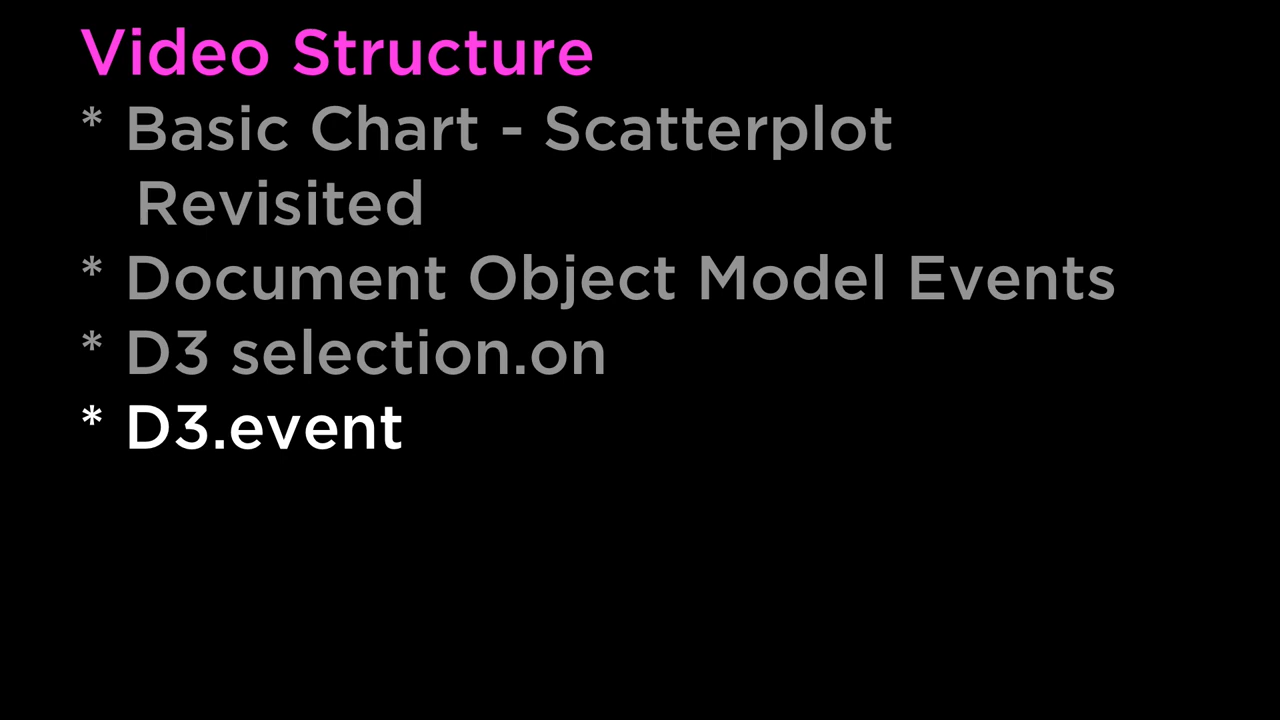 Video Structure
* Basic Chart - Scatterplot
Revisited
* Document Object Model Events
* D3 selection.on
* D3.event